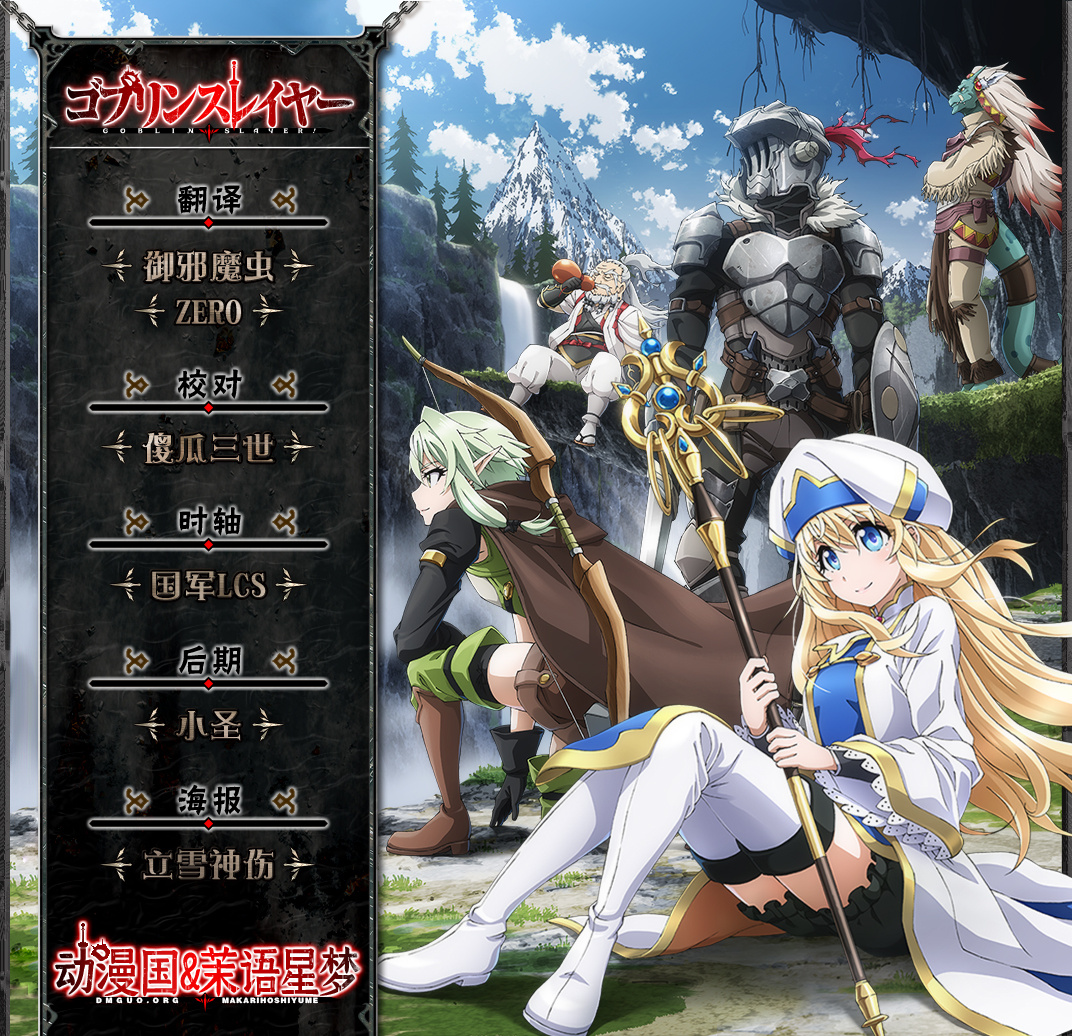 ゴブリンスレイヤー
GOBLIN SLAYER!
翻译
御邪魔虫
ZERO
校对
傻瓜三世
时轴
国军LCS
后期
小圣
海报
立雪神伤
动漫国&茉语星梦
DMGUO.ORG MAKARIHOSHIYUME